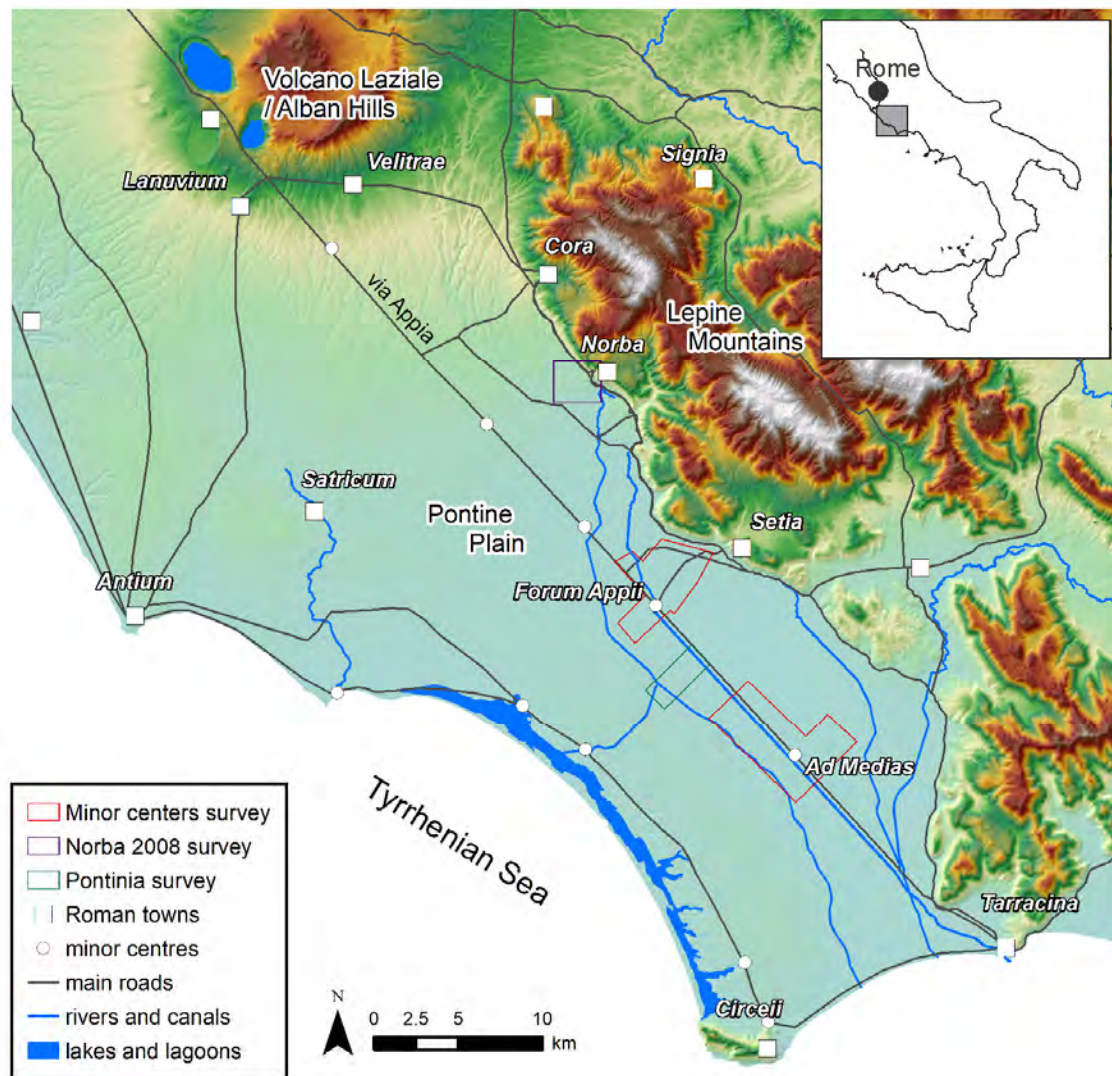 Rome
Volcano Laziale
/ Alban Hills
Velitrae
Signia
Lanuvium
Cora
via Appia
Lepine
Mountains
Norba
Satricum
Pontine
Plain
Setia
Antium
Forum Appii
Ad Medias
Tyrrhenian Sea
Tarracina
Circeii
Minor centers survey
Norba 2008 survey
Pontinia survey
Roman towns
minor centres
main roads
rivers and canals
lakes and lagoons
N
0 2.5 5 10
km